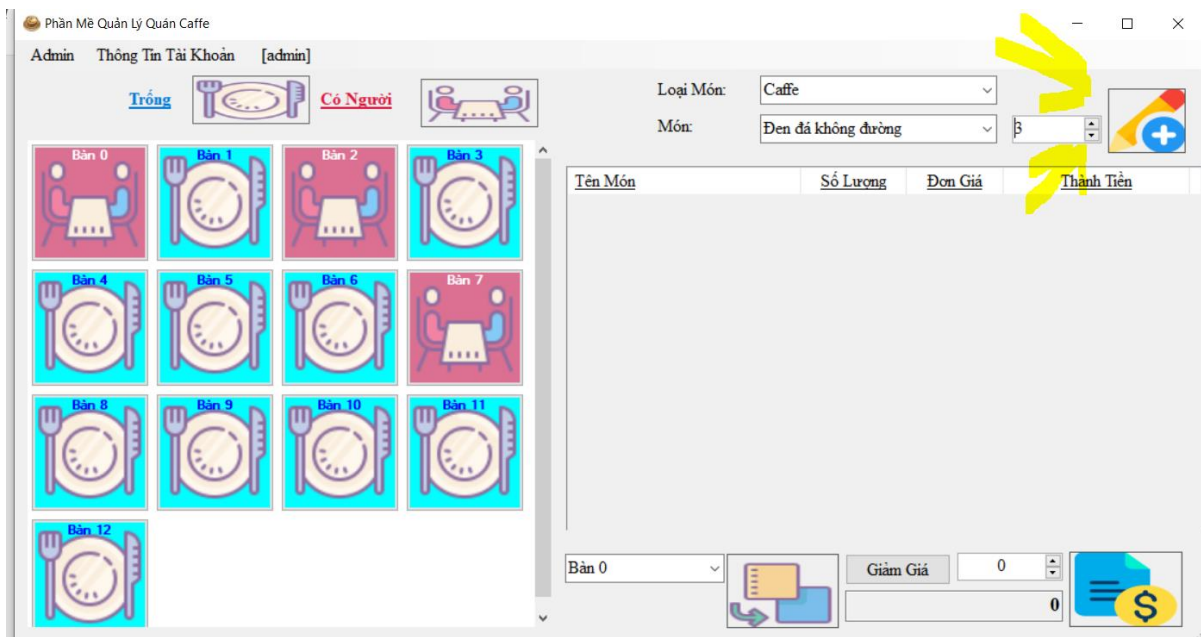 Phần Mề Quản Lý Quán Caffe
Admin Thông Tin Tài Khoản [admin]
Trống Có Người
Loại Món: Caffe
Món: Đen đá không đường 3
Bàn 0 Bàn 1 Bàn 2 Bàn 3
Bàn 4 Bàn 5 Bàn 6 Bàn 7
Bàn 8 Bàn 9 Bàn 10 Bàn 11
Bàn 12
Tên Món Số Lượng Đơn Giá Thành Tiền
Bàn 0 Giảm Giá 0
0